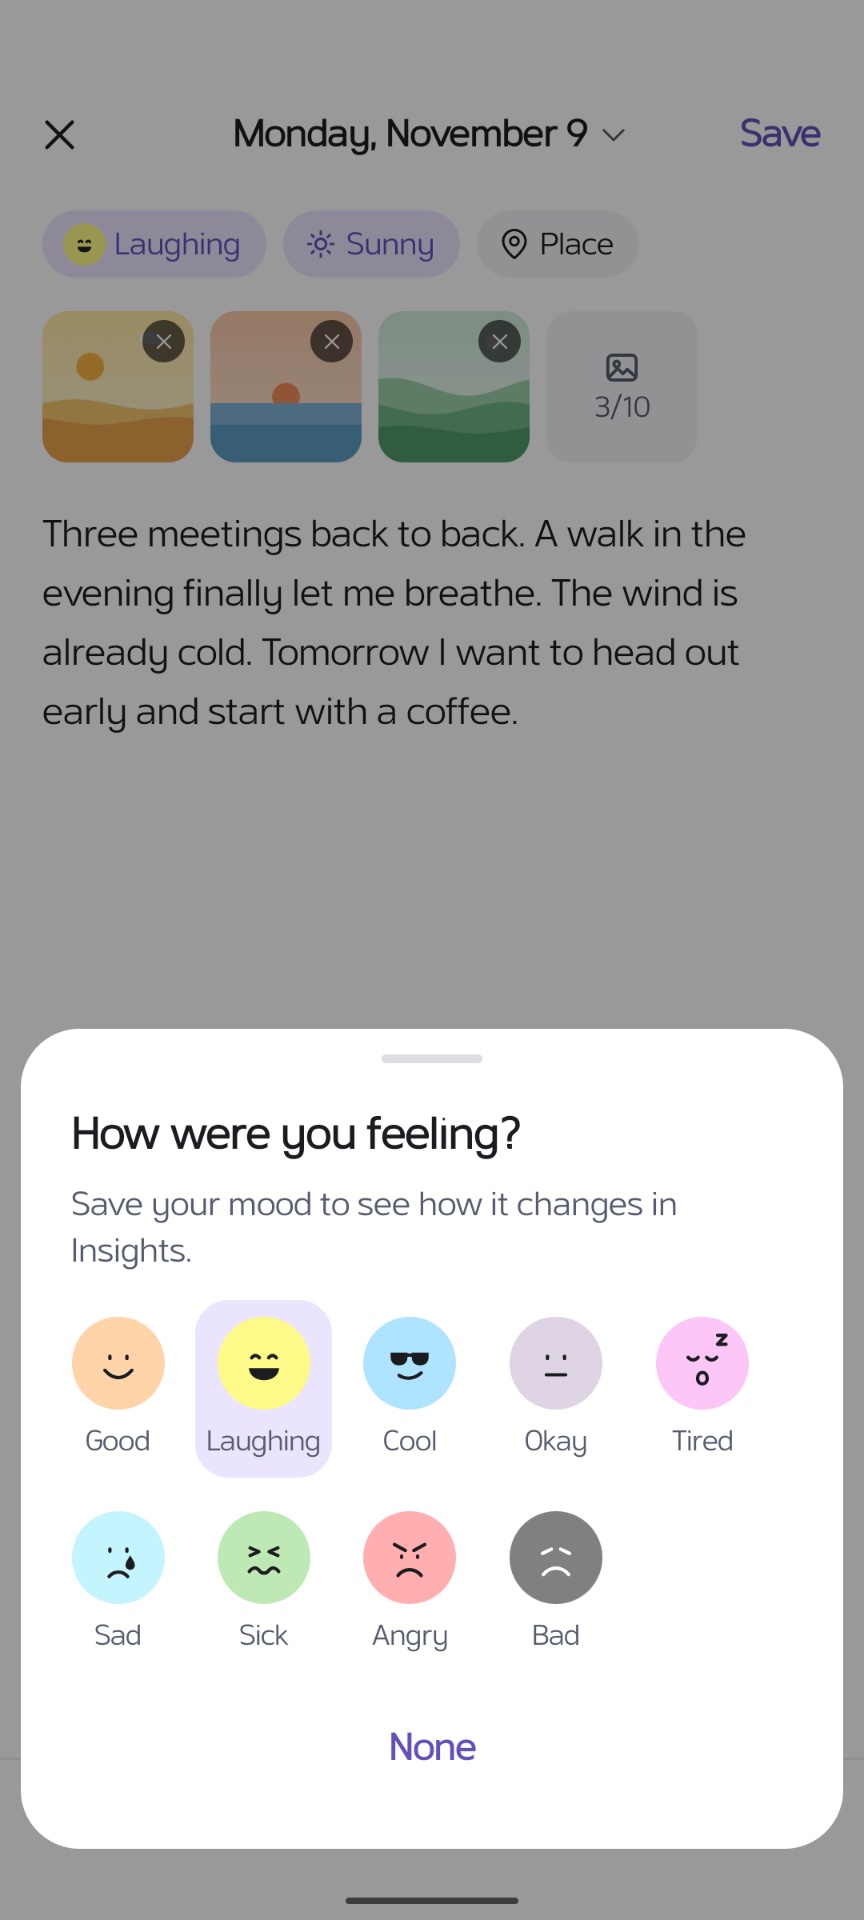 Monday, November 9
Save
Laughing
Sunny
Place
3/10
Three meetings back to back. A walk in the
evening finally let me breathe. The wind is
already cold. Tomorrow I want to head out
early and start with a coffee.
How were you feeling?
Save your mood to see how it changes in
Insights.
Good
Laughing
Cool
Okay
Tired
Sad
Sick
Angry
Bad
None